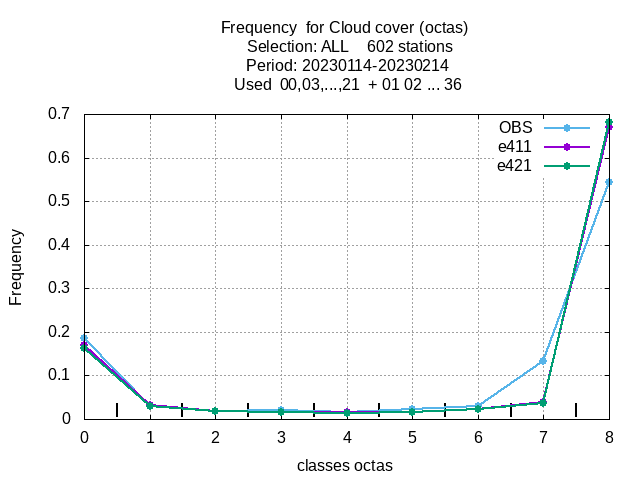 Frequency  for Cloud cover (octas)
Selection: ALL    602 stations
Period: 20230114-20230214
Used  00,03,...,21  + 01 02 ... 36
0.7
0.6
0.5
0.4
0.3
0.2
0.1
0
Frequency
OBS
e411
e421
0 1 2 3 4 5 6 7 8
classes octas